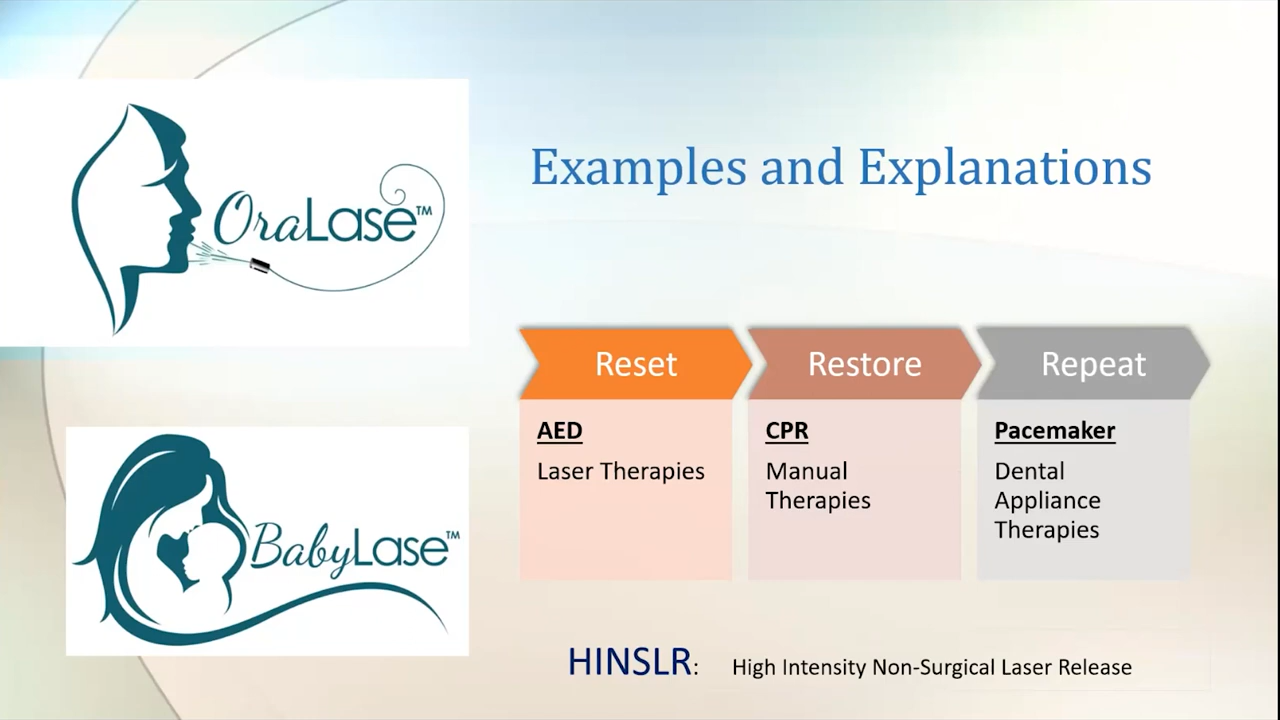 OraLase™
Examples and Explanations
Reset
Restore
Repeat
AED
Laser Therapies
CPR
Manual
Therapies
Pacemaker
Dental
Appliance
Therapies
BabyLase™
HINSLR: High Intensity Non-Surgical Laser Release